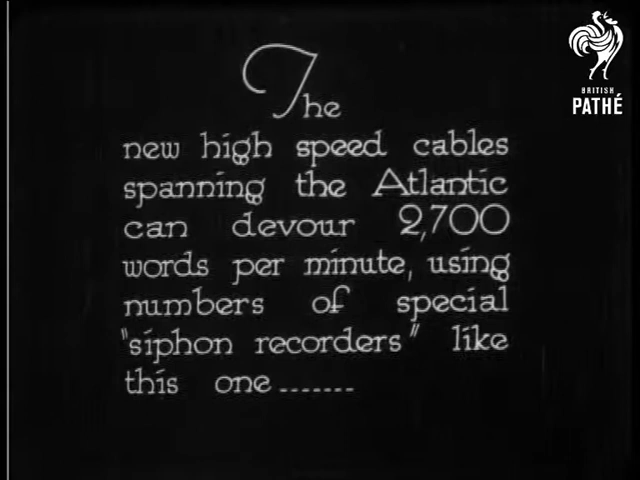 BRITISH
PATHÉ
The
new high speed cables
spanning the Atlantic
can devour 2,700
words per minute, using
numbers of special
"siphon recorders" like
this one.......